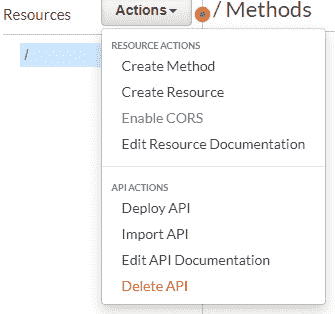 Resources
Actions
/ Methods
/
RESOURCE ACTIONS
Create Method
Create Resource
Enable CORS
Edit Resource Documentation
API ACTIONS
Deploy API
Import API
Edit API Documentation
Delete API